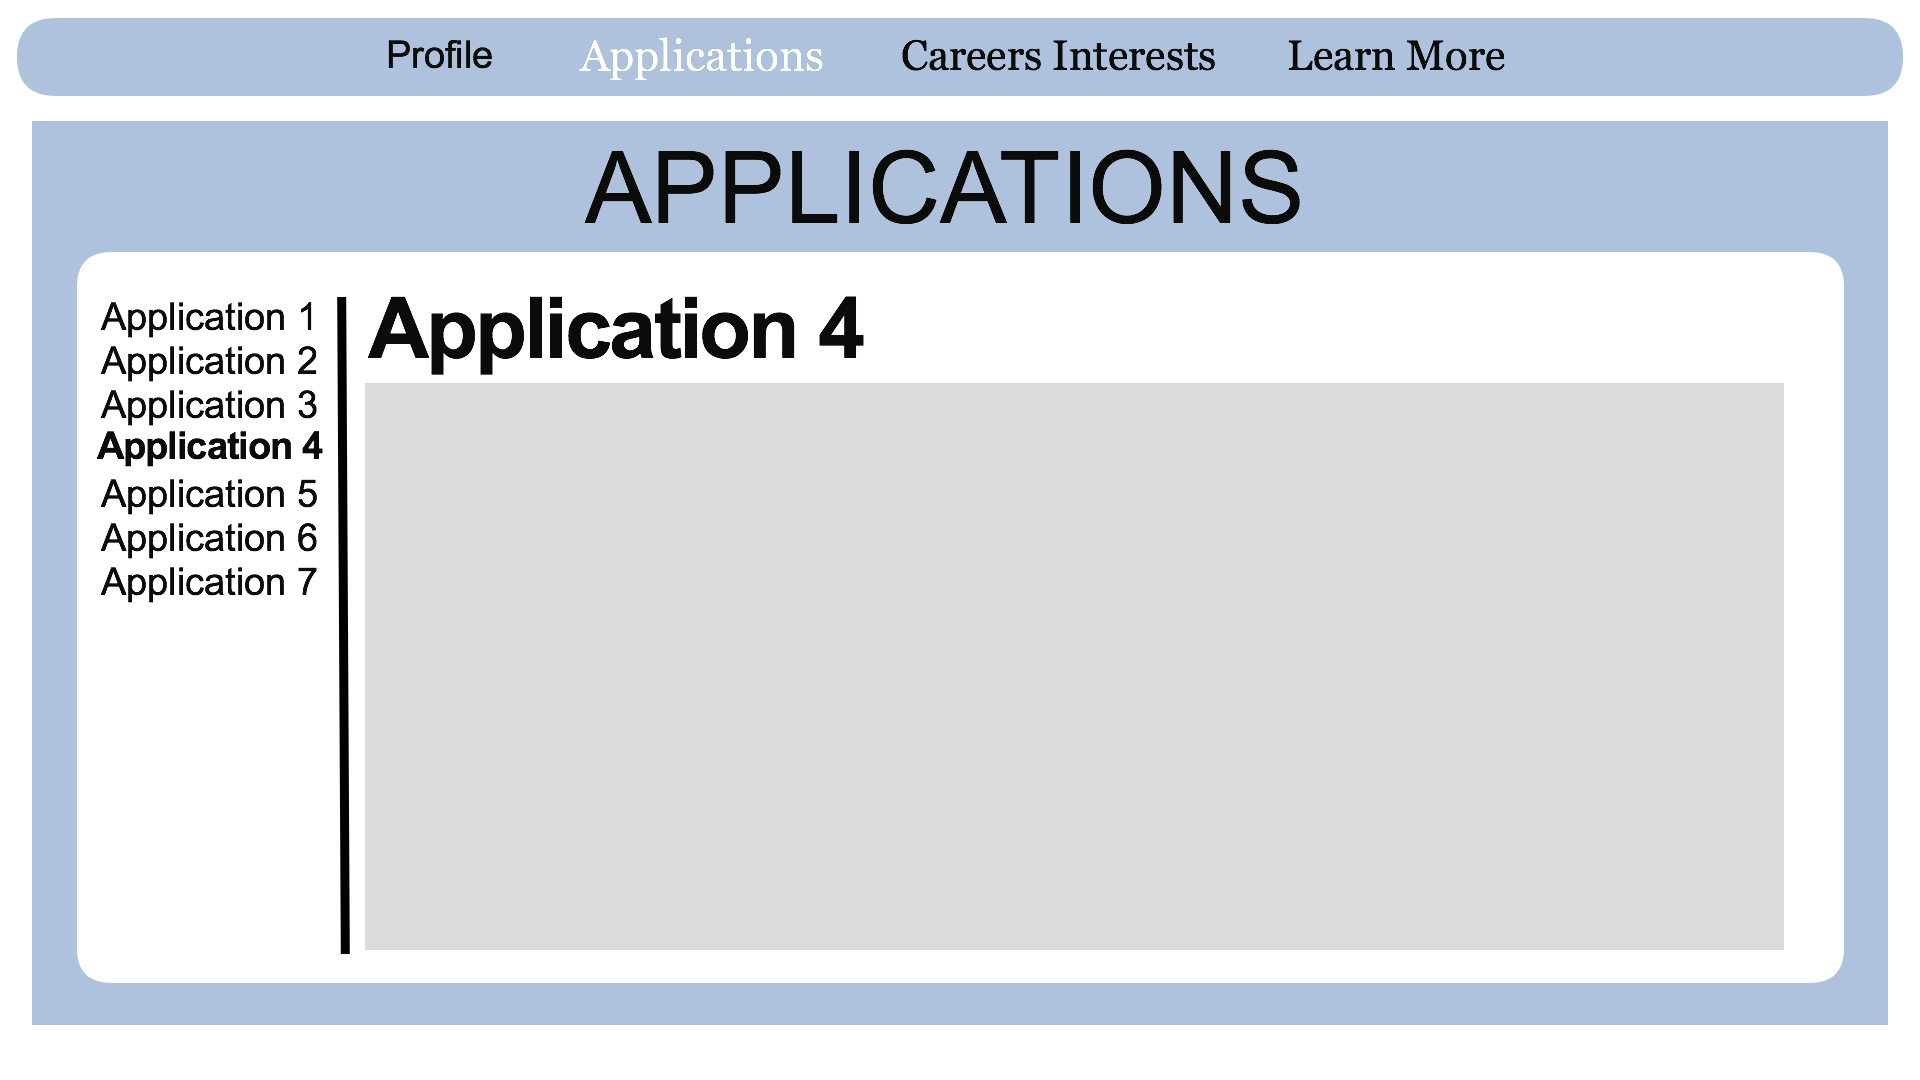 Profile Applications Careers Interests Learn More
APPLICATIONS
Application 1
Application 2
Application 3
Application 4
Application 5
Application 6
Application 7
Application 4